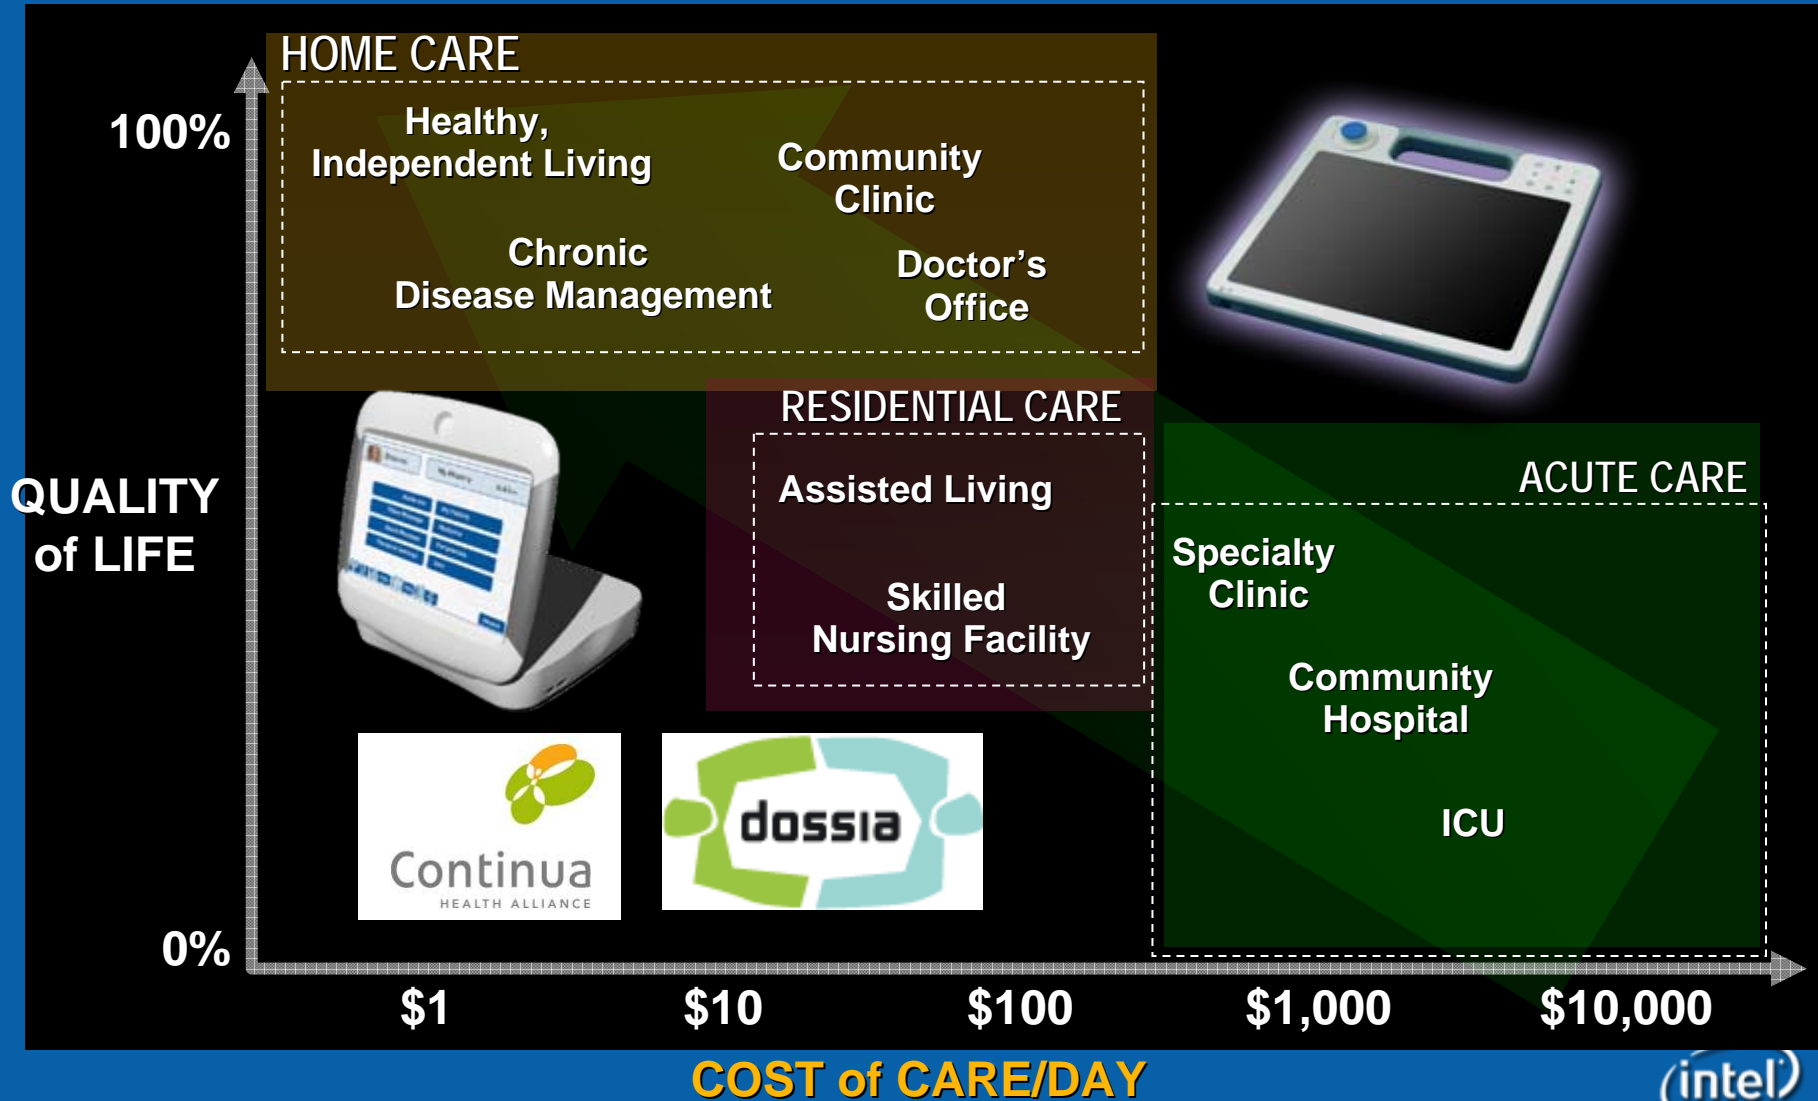 HOME CARE
100%
Healthy,
Independent Living
Community
Clinic
Chronic
Disease Management
Doctor's
Office
RESIDENTIAL CARE
Assisted Living
Skilled
Nursing Facility
ACUTE CARE
Specialty
Clinic
Community
Hospital
ICU
QUALITY
of LIFE
Continua
HEALTH ALLIANCE
dossia
0%
$1
$10
$100
$1,000
$10,000
COST of CARE/DAY
intel